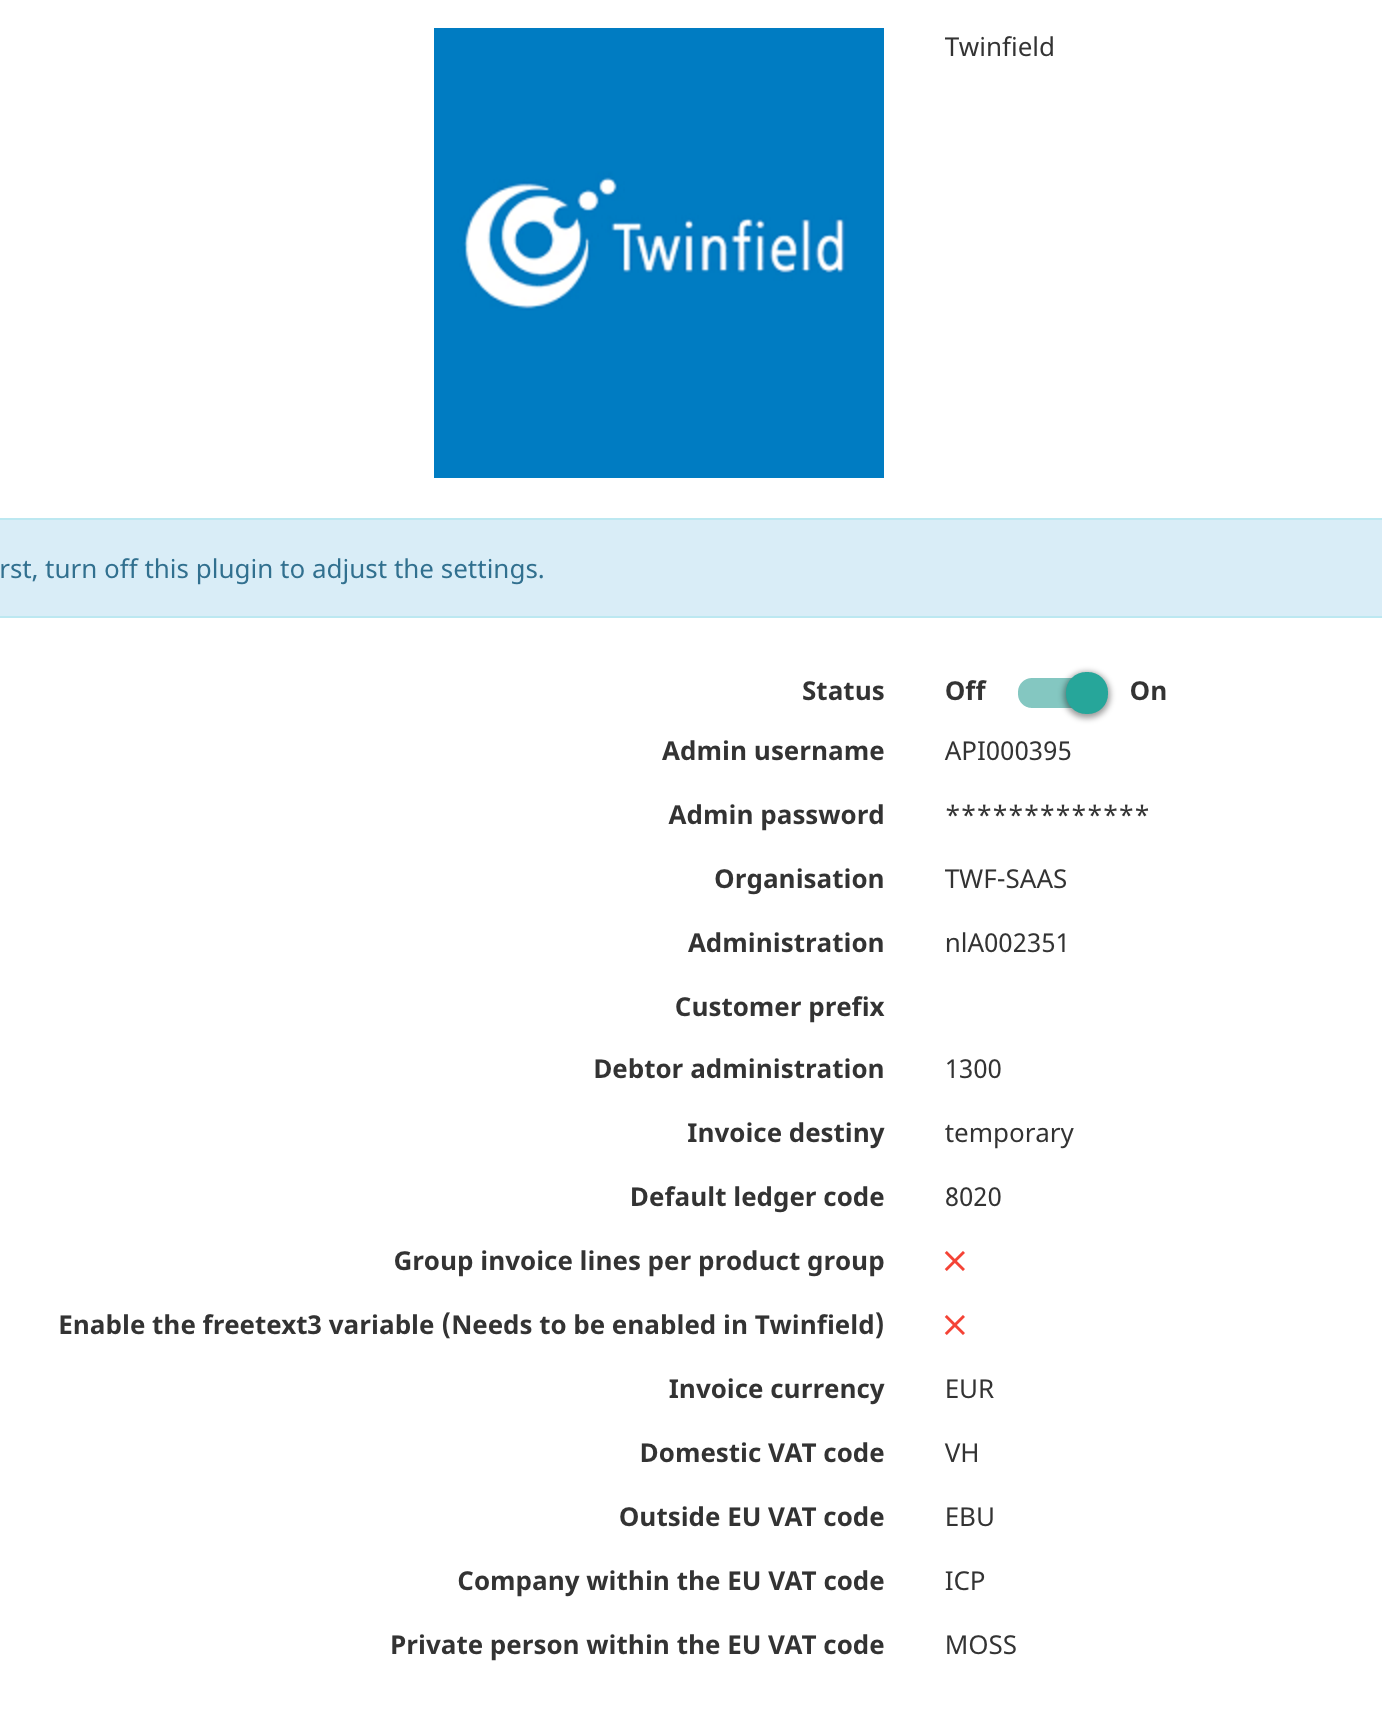 Twinfield
Twinfield
rst, turn off this plugin to adjust the settings.
Status Off On
Admin username API000395
Admin password *************
Organisation TWF-SAAS
Administration nlA002351
Customer prefix
Debtor administration 1300
Invoice destiny temporary
Default ledger code 8020
Group invoice lines per product group
Enable the freetext3 variable (Needs to be enabled in Twinfield)
Invoice currency EUR
Domestic VAT code VH
Outside EU VAT code EBU
Company within the EU VAT code ICP
Private person within the EU VAT code MOSS